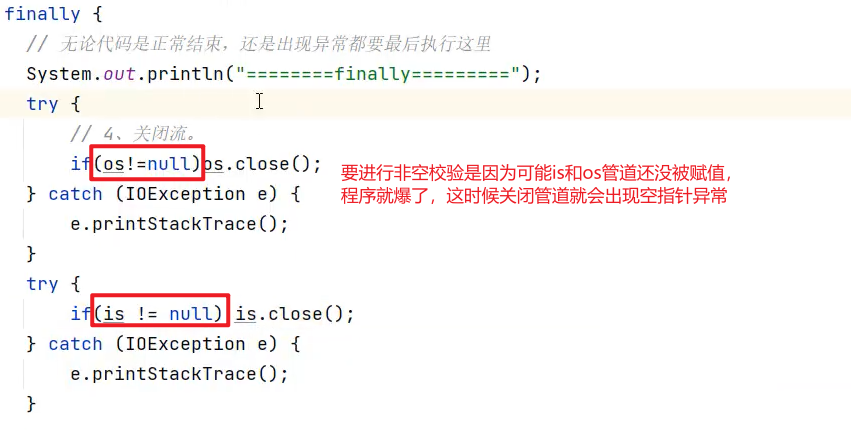 finally {
// 无论代码是正常结束，还是出现异常都要最后执行这里
System.out.println("========finally=========");
try {
// 4、关闭流。
if(os!=null)os.close();
要进行非空校验是因为可能is和os管道还没被赋值，
程序就爆了，这时候关闭管道就会出现空指针异常
} catch (IOException e) {
e.printStackTrace();
}
try {
if(is != null) is.close();
} catch (IOException e) {
e.printStackTrace();
}